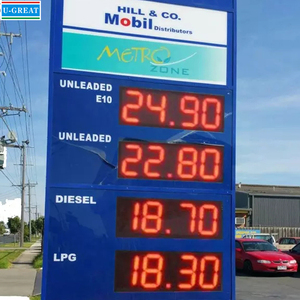 U-GREAT
HILL & CO.
Mobil Distributors
METRO
ZONE
UNLEADED
E10
24.90
UNLEADED
22.80
DIESEL
18.70
LPG
18.30